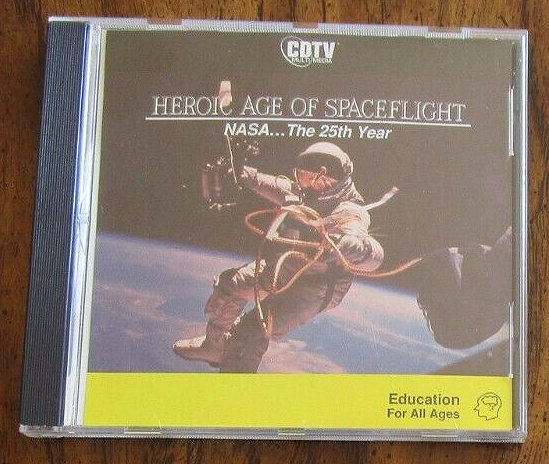 CDTV
MULTIMEDIA
HEROIC AGE OF SPACEFLIGHT
NASA...The 25th Year
Education
For All Ages